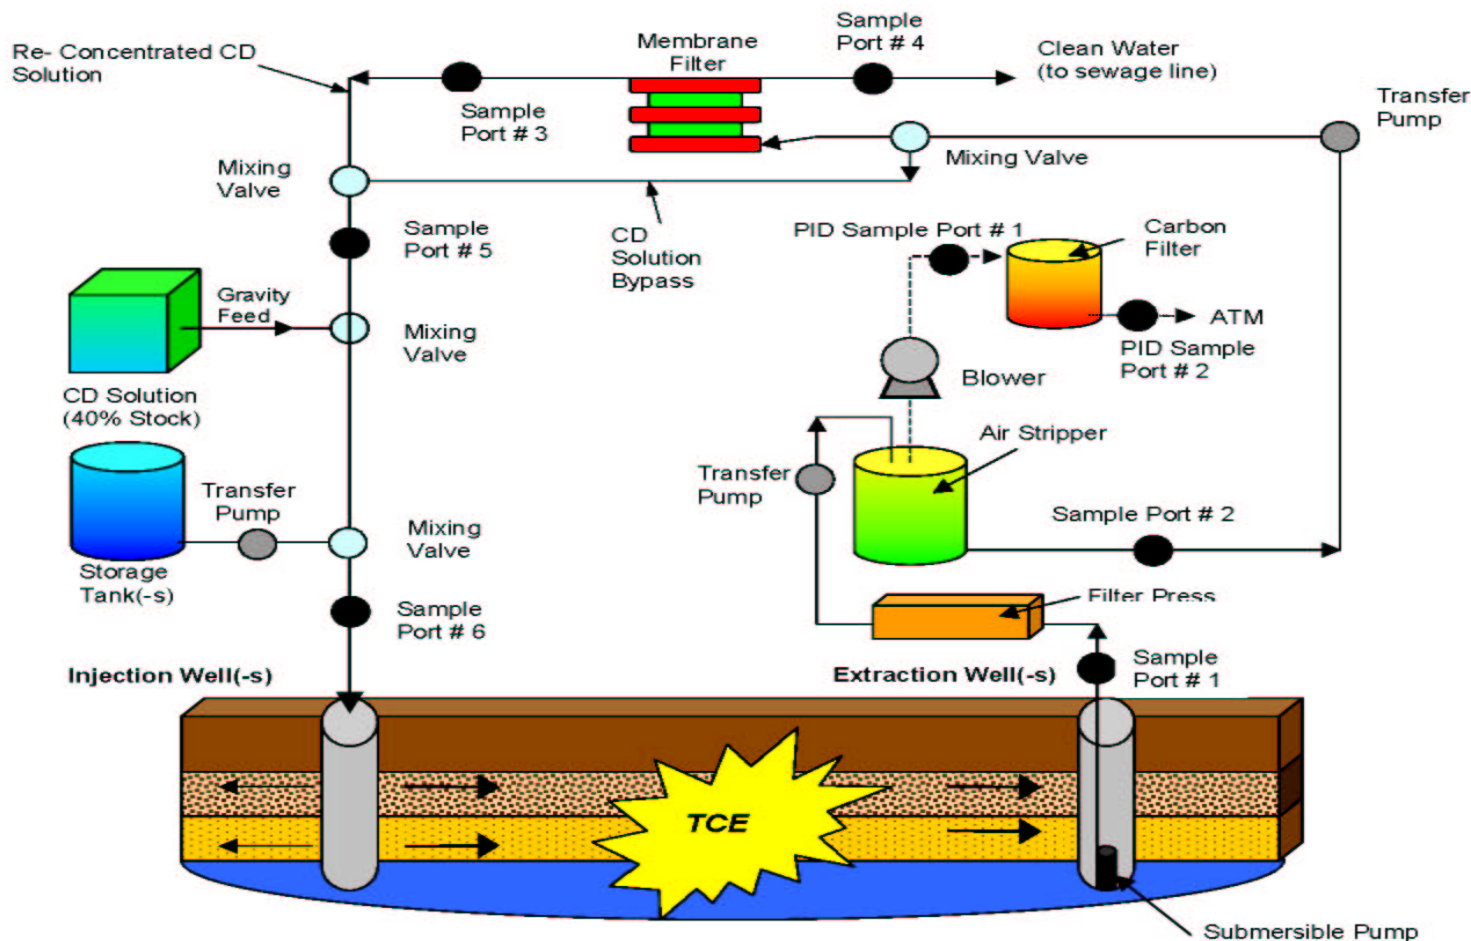 Re- Concentrated CD
Solution
Membrane
Filter
Sample
Port # 4
Clean Water
(to sewage line)
Transfer
Pump
Sample
Port # 3
Mixing Valve
Mixing
Valve
Sample
Port # 5
CD
Solution
Bypass
PID Sample Port # 1
Carbon
Filter
Gravity
Feed
Mixing
Valve
ATM
PID Sample
Port # 2
Blower
CD Solution
(40% Stock)
Air Stripper
Transfer
Pump
Transfer
Pump
Sample Port # 2
Mixing
Valve
Storage
Tank(-s)
Filter Press
Sample
Port # 6
Sample
Port # 1
Injection Well(-s)
Extraction Well(-s)
TCE
Submersible Pump